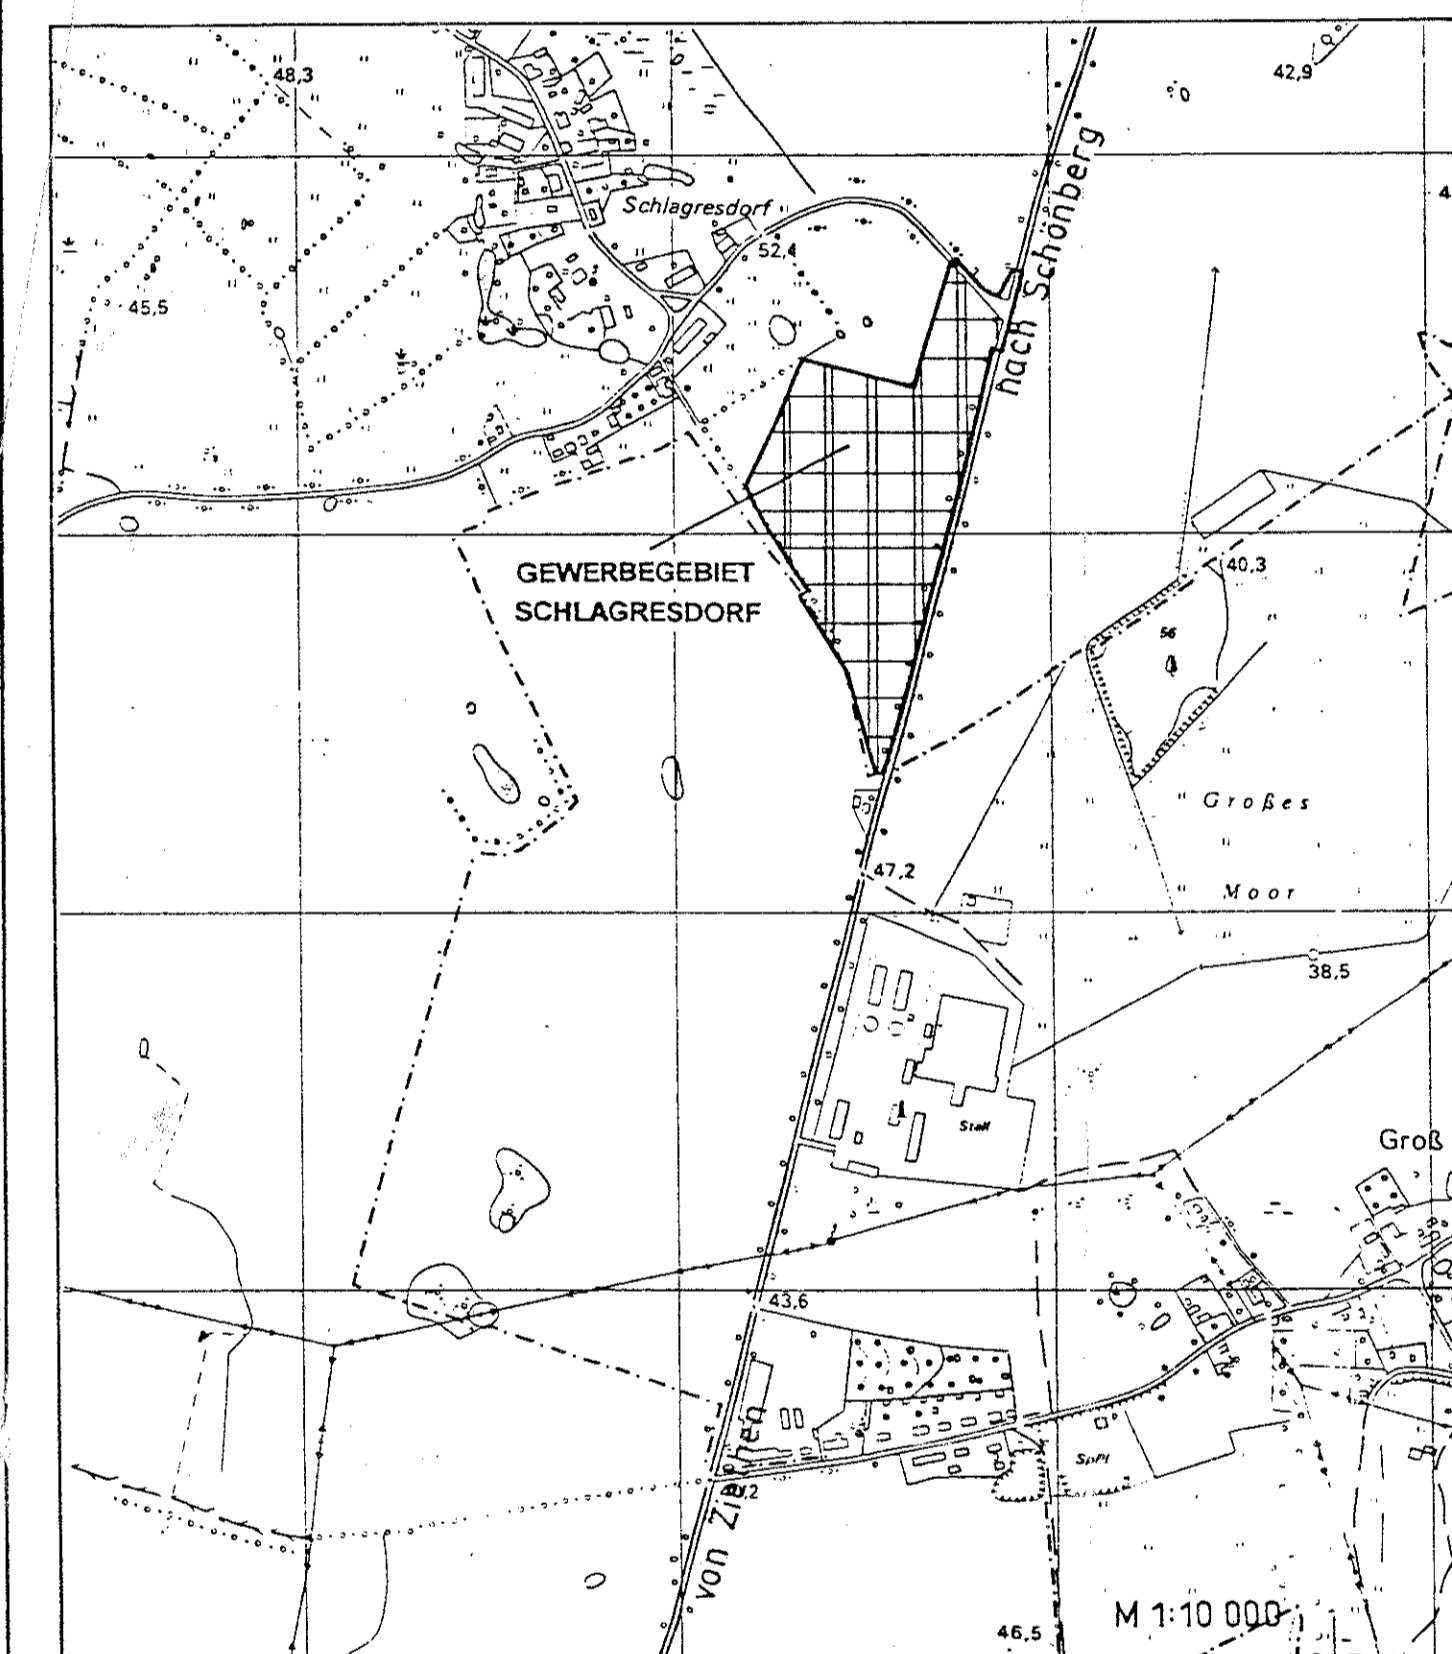 48,3
42,9
Schlagresdorf
52,4
45,5
nach Schönberg
GEWERBEGEBIET
SCHLAGRESDORF
40,3
56
Großes
47,2
Moor
38,5
Stall
Groß
43,6
von Ziethen
Sppl
M 1:10 000
46,5